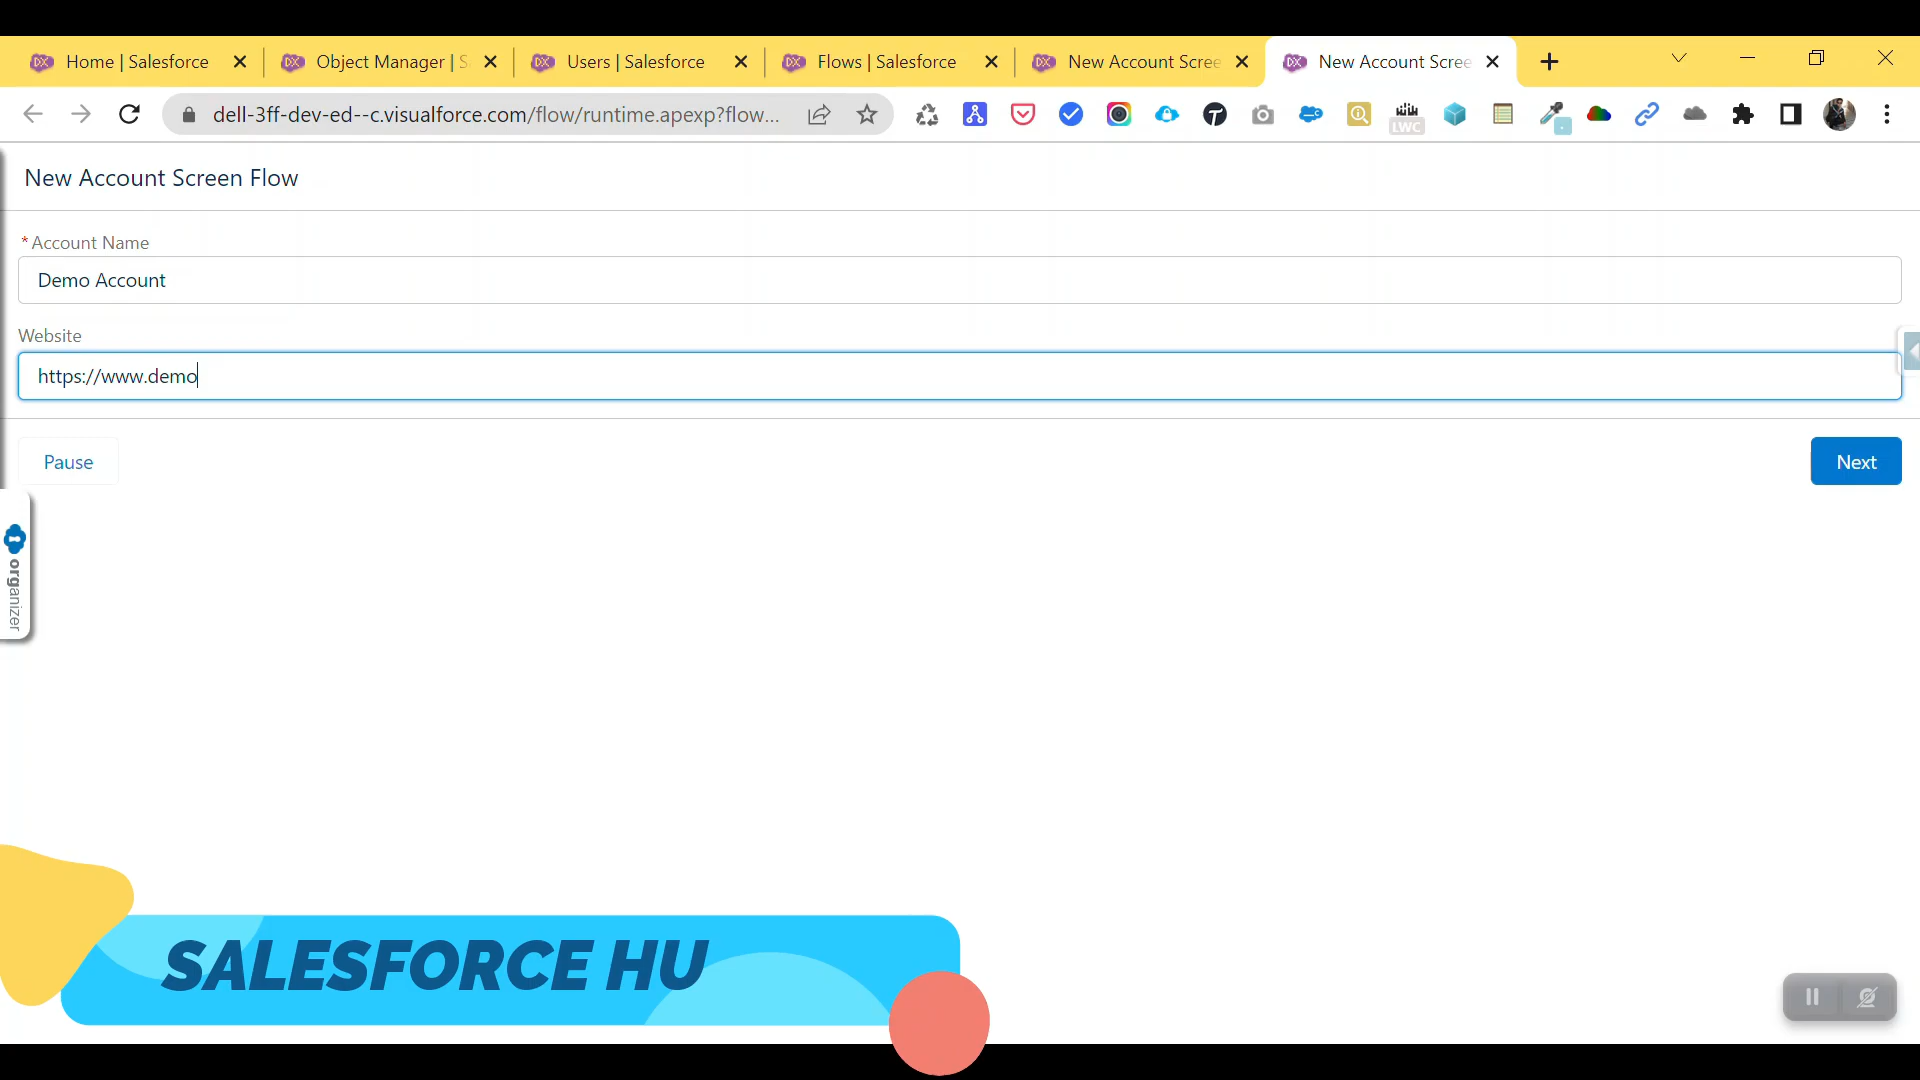 Home | Salesforce
Object Manager | S
Users | Salesforce
Flows | Salesforce
New Account Scree
New Account Scree
dell-3ff-dev-ed--c.visualforce.com/flow/runtime.apexp?flow...
LWC
New Account Screen Flow
*Account Name
Demo Account
Website
https://www.demo
Pause
Next
organizer
SALESFORCE HU